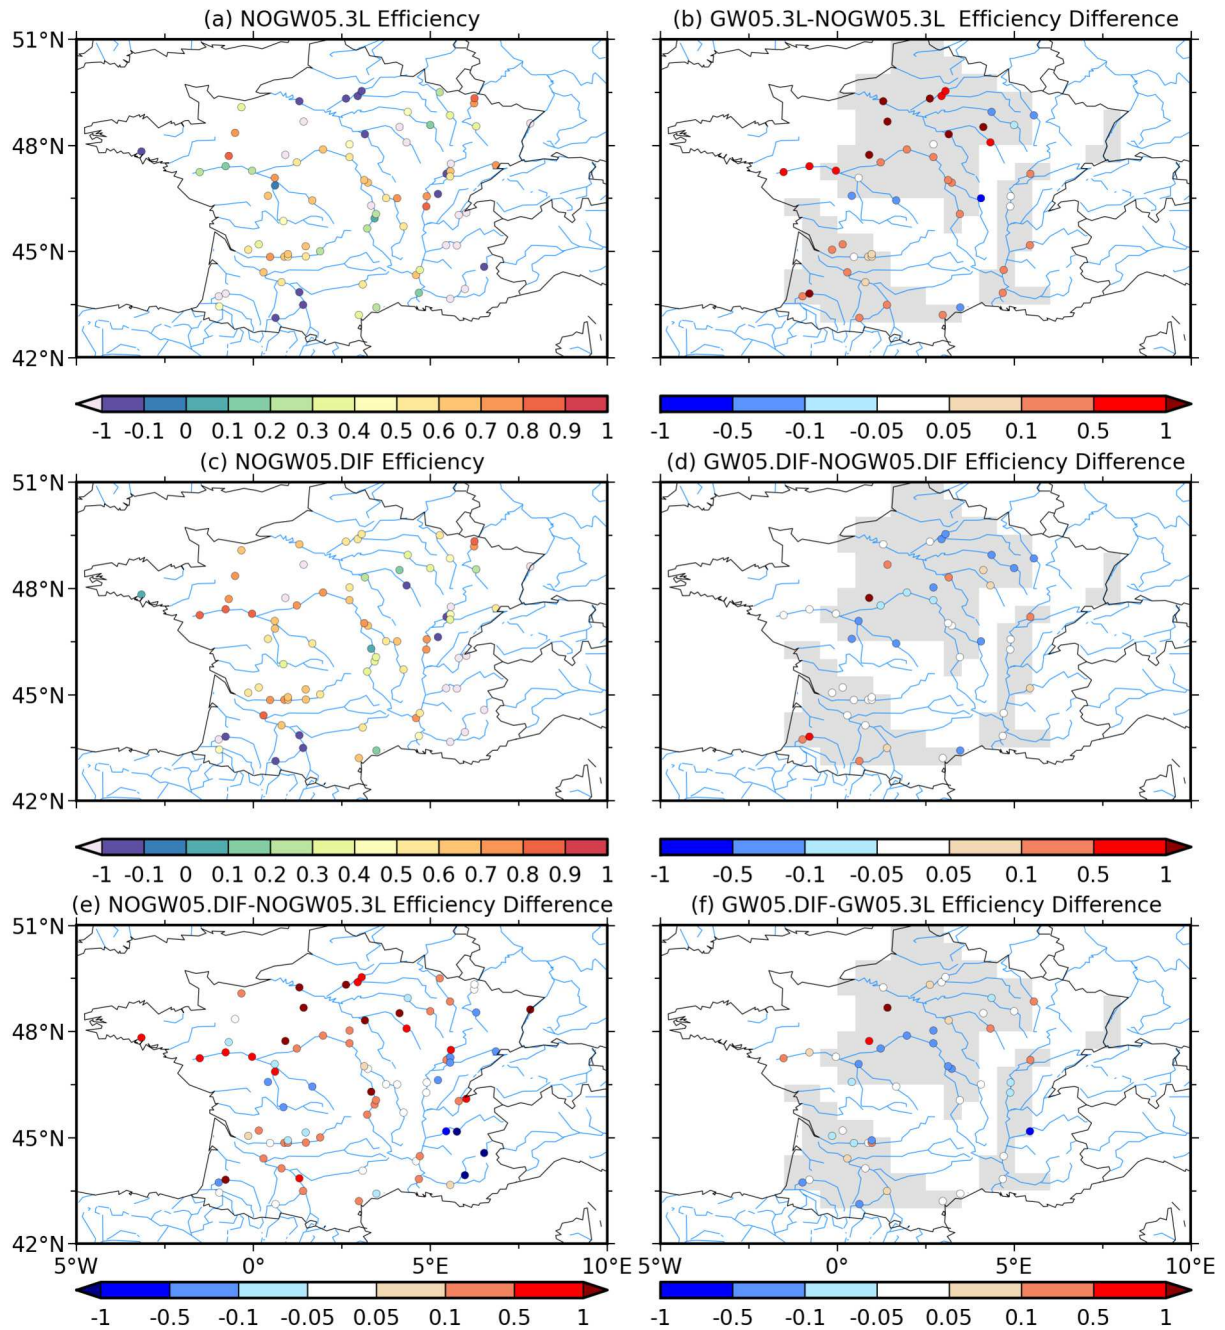 (a) NOGW05.3L Efficiency
(b) GW05.3L-NOGW05.3L Efficiency Difference
51°N
48°N
45°N
42°N
-1 -0.1 0 0.1 0.2 0.3 0.4 0.5 0.6 0.7 0.8 0.9 1
-1 -0.5 -0.1 -0.05 0.05 0.1 0.5 1
(c) NOGW05.DIF Efficiency
(d) GW05.DIF-NOGW05.DIF Efficiency Difference
51°N
48°N
45°N
42°N
-1 -0.1 0 0.1 0.2 0.3 0.4 0.5 0.6 0.7 0.8 0.9 1
-1 -0.5 -0.1 -0.05 0.05 0.1 0.5 1
(e) NOGW05.DIF-NOGW05.3L Efficiency Difference
(f) GW05.DIF-GW05.3L Efficiency Difference
51°N
48°N
45°N
42°N
5°W 0° 5°E 10°E
5°W 0° 5°E 10°E
-1 -0.5 -0.1 -0.05 0.05 0.1 0.5 1
-1 -0.5 -0.1 -0.05 0.05 0.1 0.5 1